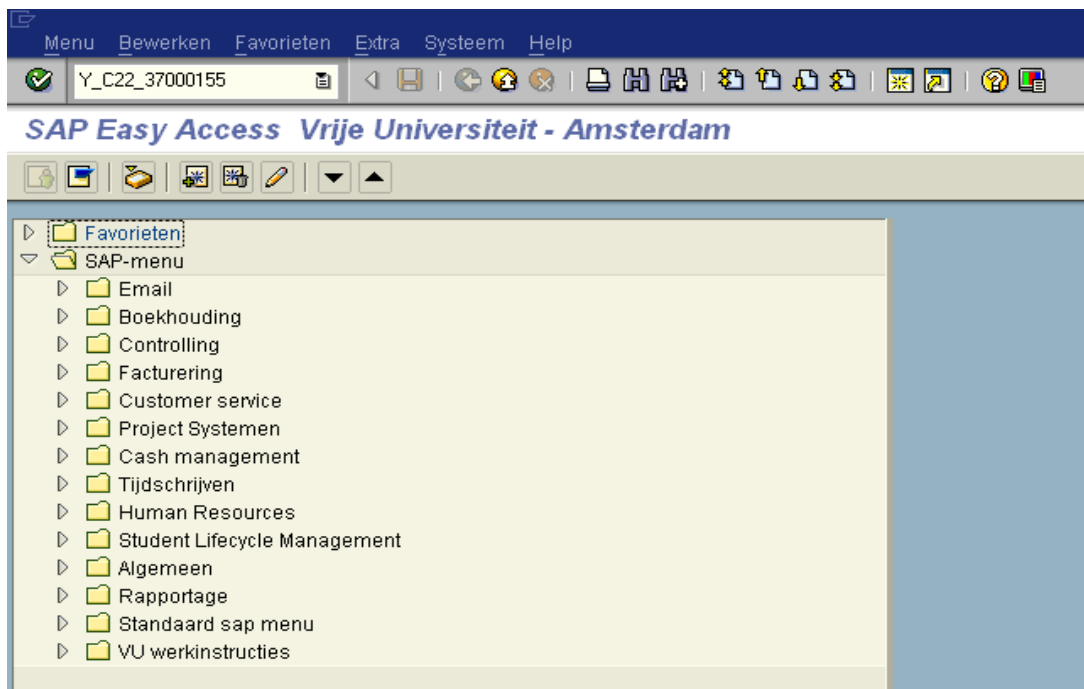 Menu Bewerken Favorieten Extra Systeem Help
Y_C22_37000155
SAP Easy Access Vrije Universiteit - Amsterdam
Favorieten
SAP-menu
Email
Boekhouding
Controlling
Facturering
Customer service
Project Systemen
Cash management
Tijdschrijven
Human Resources
Student Lifecycle Management
Algemeen
Rapportage
Standaard sap menu
VU werkinstructies